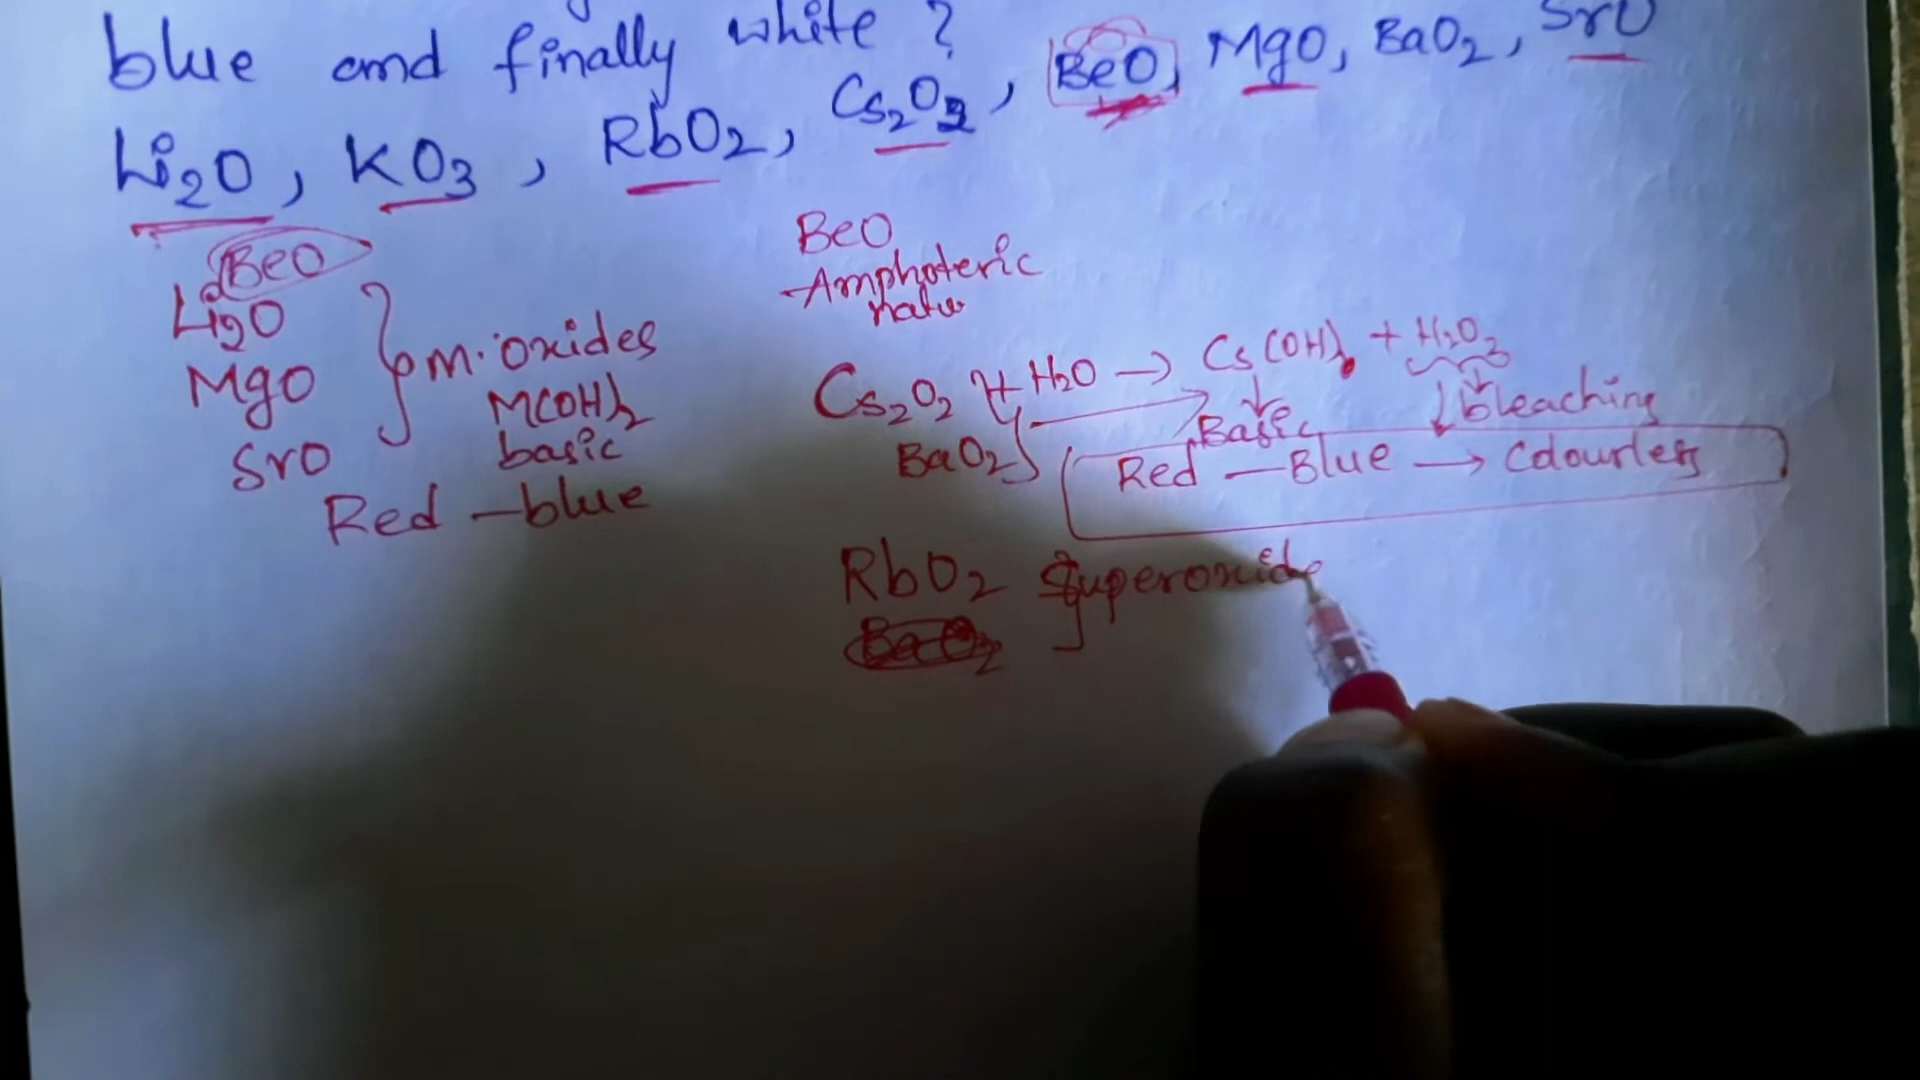 blue and finally white ?
Li2O, KO3, RbO2, Cs2O2, BeO, MgO, BaO2, SrO
BeO
Li2O
MgO
SrO
m. oxides
M(OH)2
basic
Red - blue
BeO
Amphoteric
Cs2O2 + H2O → Cs(OH) + H2O2
BaO2
Basic
bleaching
Red - Blue → Colourless
RbO2 Superoxide